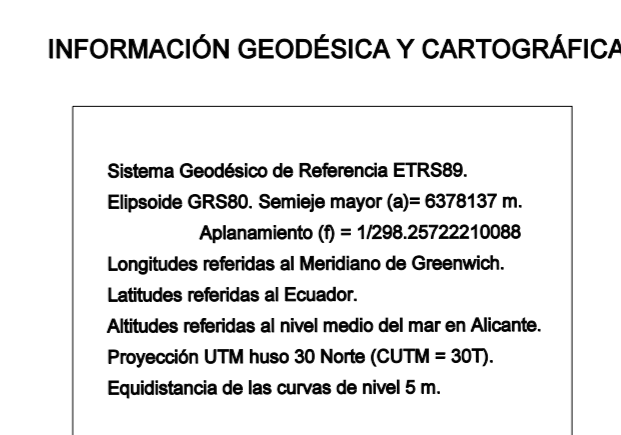 INFORMACIÓN GEODÉSICA Y CARTOGRÁFICA
Sistema Geodésico de Referencia ETRS89.
Elipsoide GRS80. Semieje mayor (a)= 6378137 m.
Aplanamiento (f) = 1/298.25722210088
Longitudes referidas al Meridiano de Greenwich.
Latitudes referidas al Ecuador.
Altitudes referidas al nivel medio del mar en Alicante.
Proyección UTM huso 30 Norte (CUTM = 30T).
Equidistancia de las curvas de nivel 5 m.